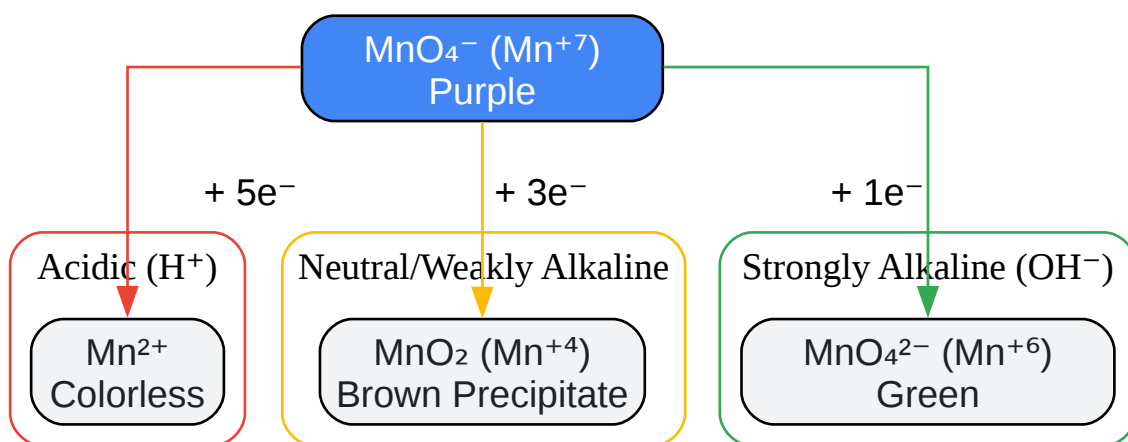 MnO₄⁻ (Mn⁺⁷)
Purple
+ 5e⁻
+ 3e⁻
+ 1e⁻
Acidic (H⁺)
Neutral/Weakly Alkaline
Strongly Alkaline (OH⁻)
Mn²⁺
Colorless
MnO₂ (Mn⁺⁴)
Brown Precipitate
MnO₄²⁻ (Mn⁺⁶)
Green